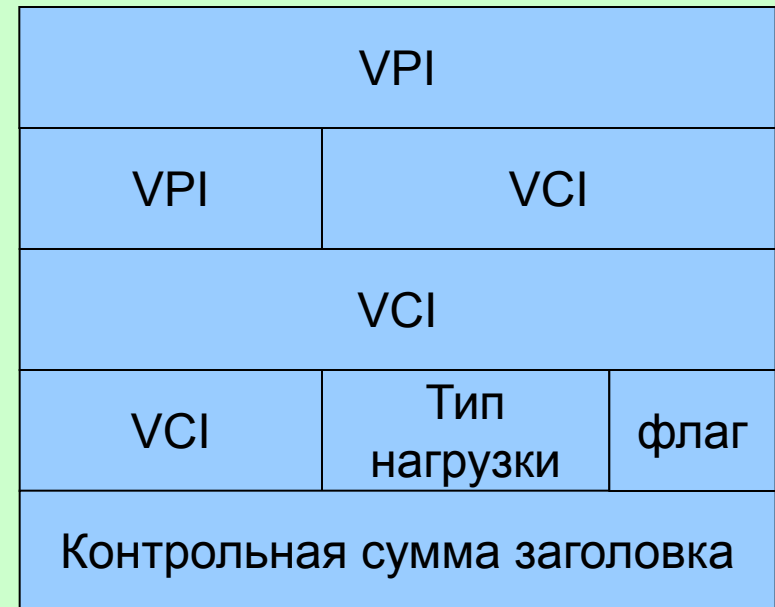 VPI
VPI VCI
VCI
VCI Тип нагрузки флаг
Контрольная сумма заголовка